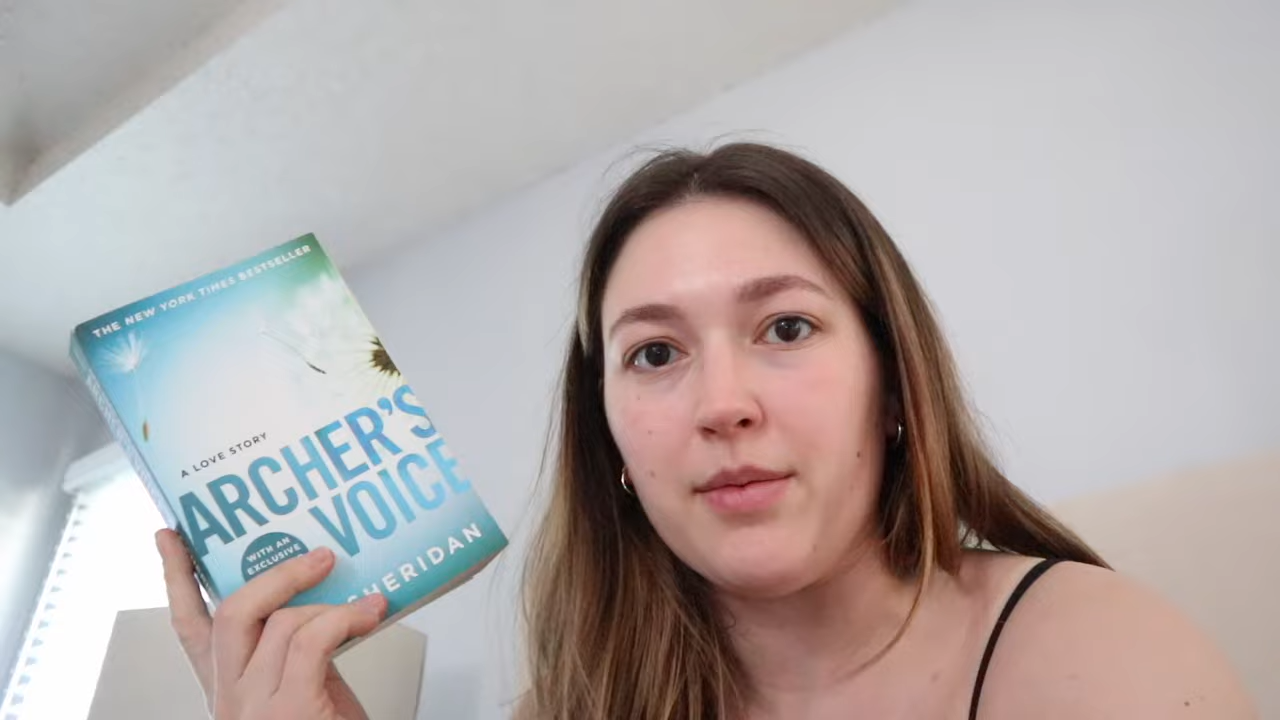 THE NEW YORK TIMES BESTSELLER
A LOVE STORY
ARCHER'S
VOICE
WITH AN
EXCLUSIVE
SHERIDAN